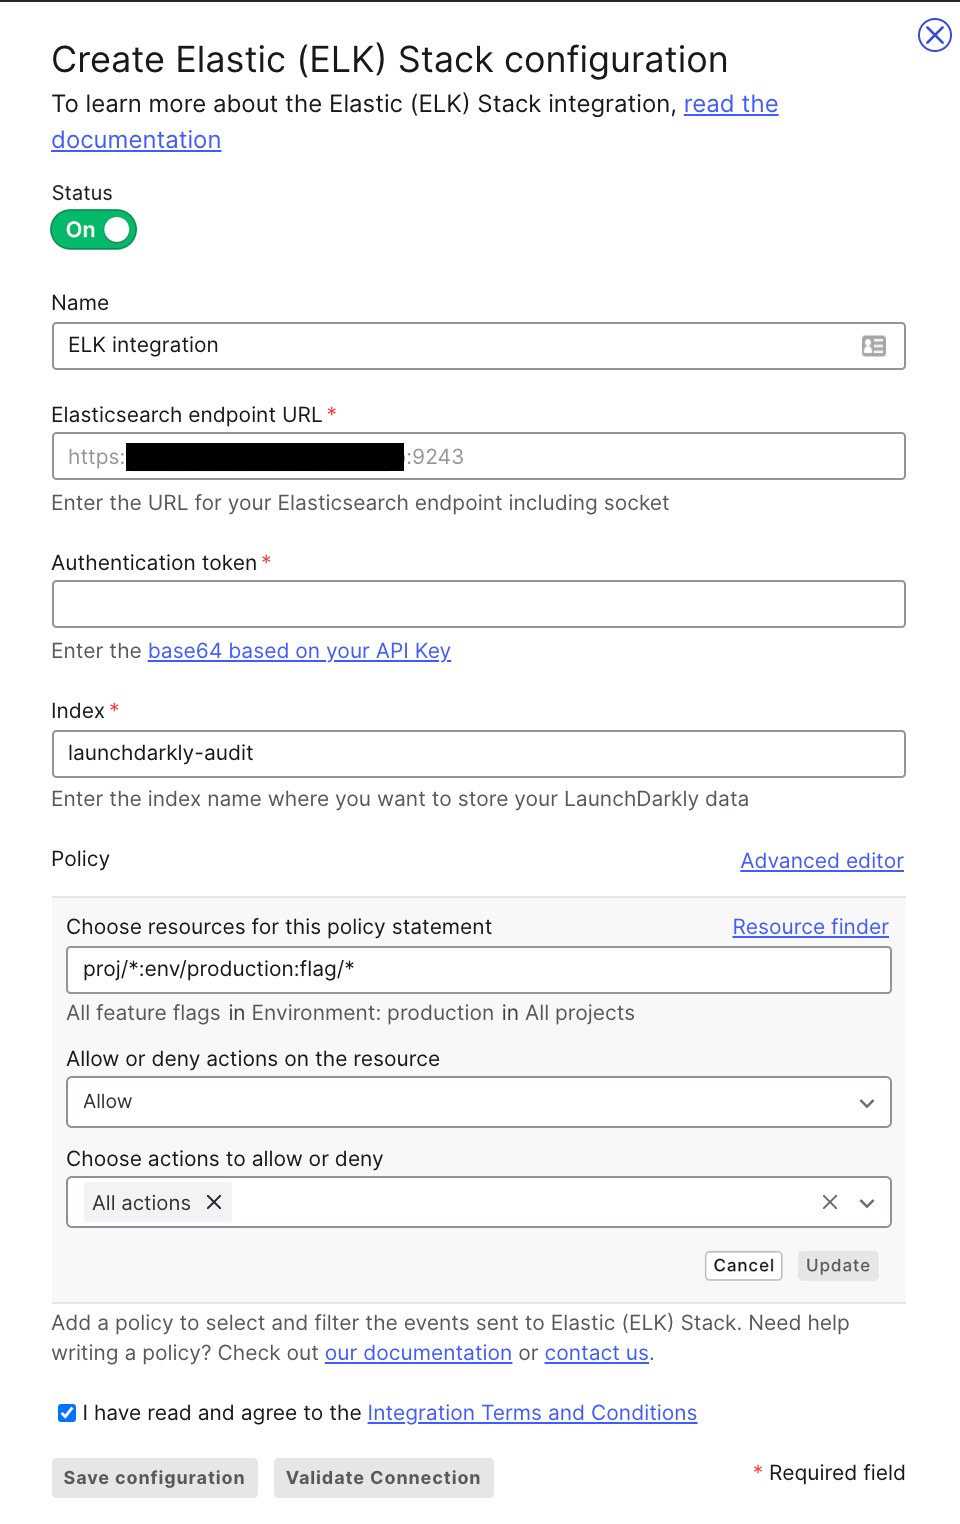 Create Elastic (ELK) Stack configuration
To learn more about the Elastic (ELK) Stack integration, read the
documentation
Status
On
Name
ELK integration
Elasticsearch endpoint URL *
https: :9243
Enter the URL for your Elasticsearch endpoint including socket
Authentication token *
Enter the base64 based on your API Key
Index *
launchdarkly-audit
Enter the index name where you want to store your LaunchDarkly data
Policy
Advanced editor
Choose resources for this policy statement
Resource finder
proj/*:env/production:flag/*
All feature flags in Environment: production in All projects
Allow or deny actions on the resource
Allow
Choose actions to allow or deny
All actions
Cancel
Update
Add a policy to select and filter the events sent to Elastic (ELK) Stack. Need help
writing a policy? Check out our documentation or contact us.
I have read and agree to the Integration Terms and Conditions
Save configuration
Validate Connection
* Required field